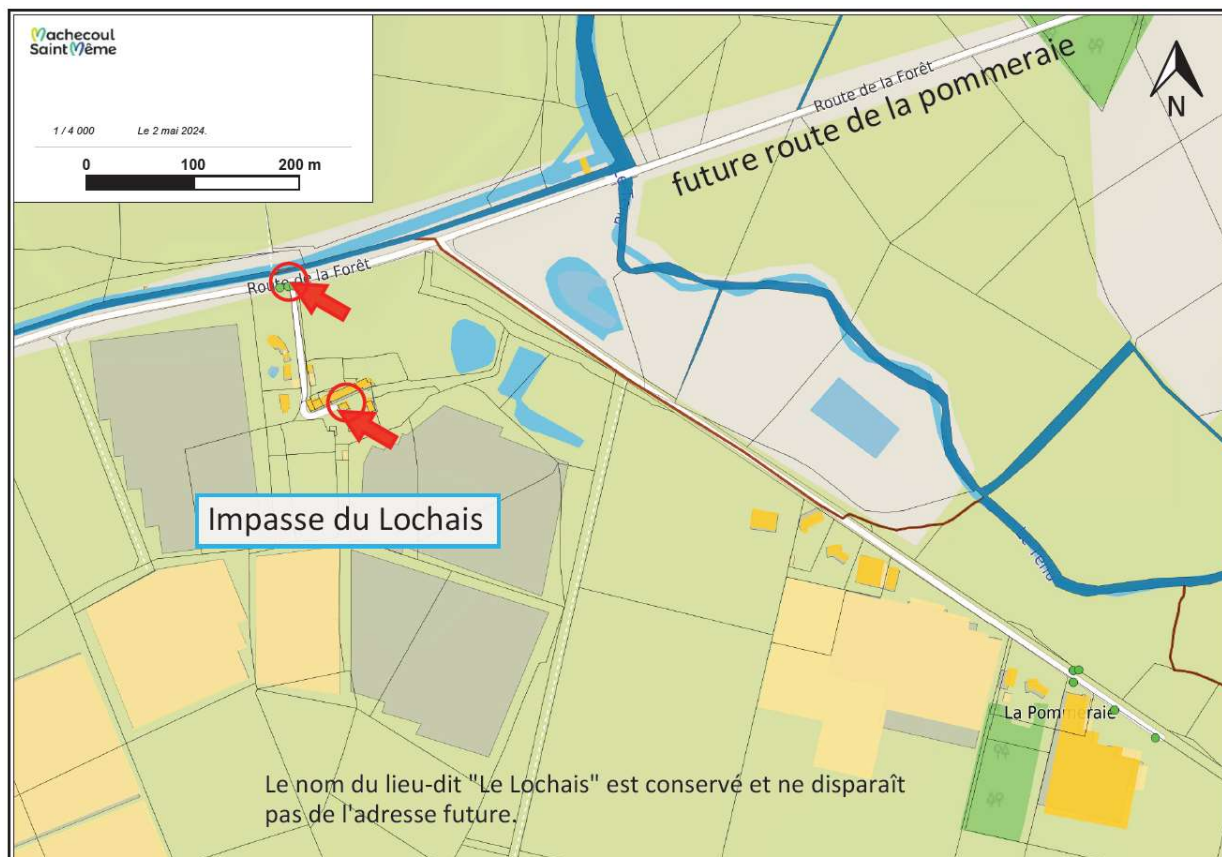 Machecoul
Saint Même
1 / 4 000 Le 2 mai 2024.
0 100 200 m
N
Route de la Forêt
future route de la pommeraie
Route de la Forêt
Impasse du Lochais
La Pommeraie
Le nom du lieu-dit "Le Lochais" est conservé et ne disparaît
pas de l'adresse future.